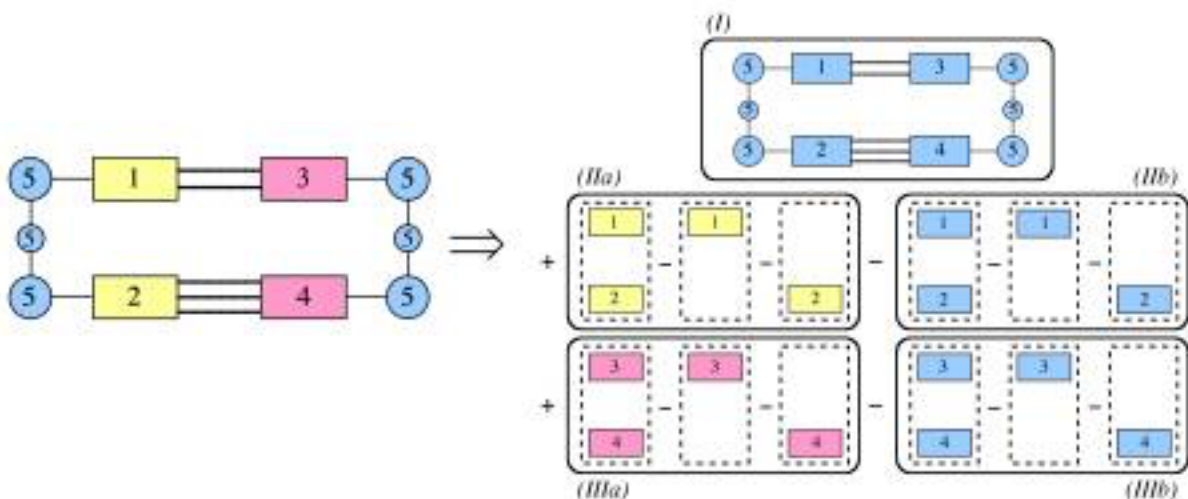 (I)
5 1 3 5
5 5
5 2 4 5
5 1 3 5
5 5
5 2 4 5
⇒
(IIa) (IIb)
1 1 1 1
+ – – – – –
2 2 2 2
3 3 3 3
+ – – – – –
4 4 4 4
(IIIa) (IIIb)